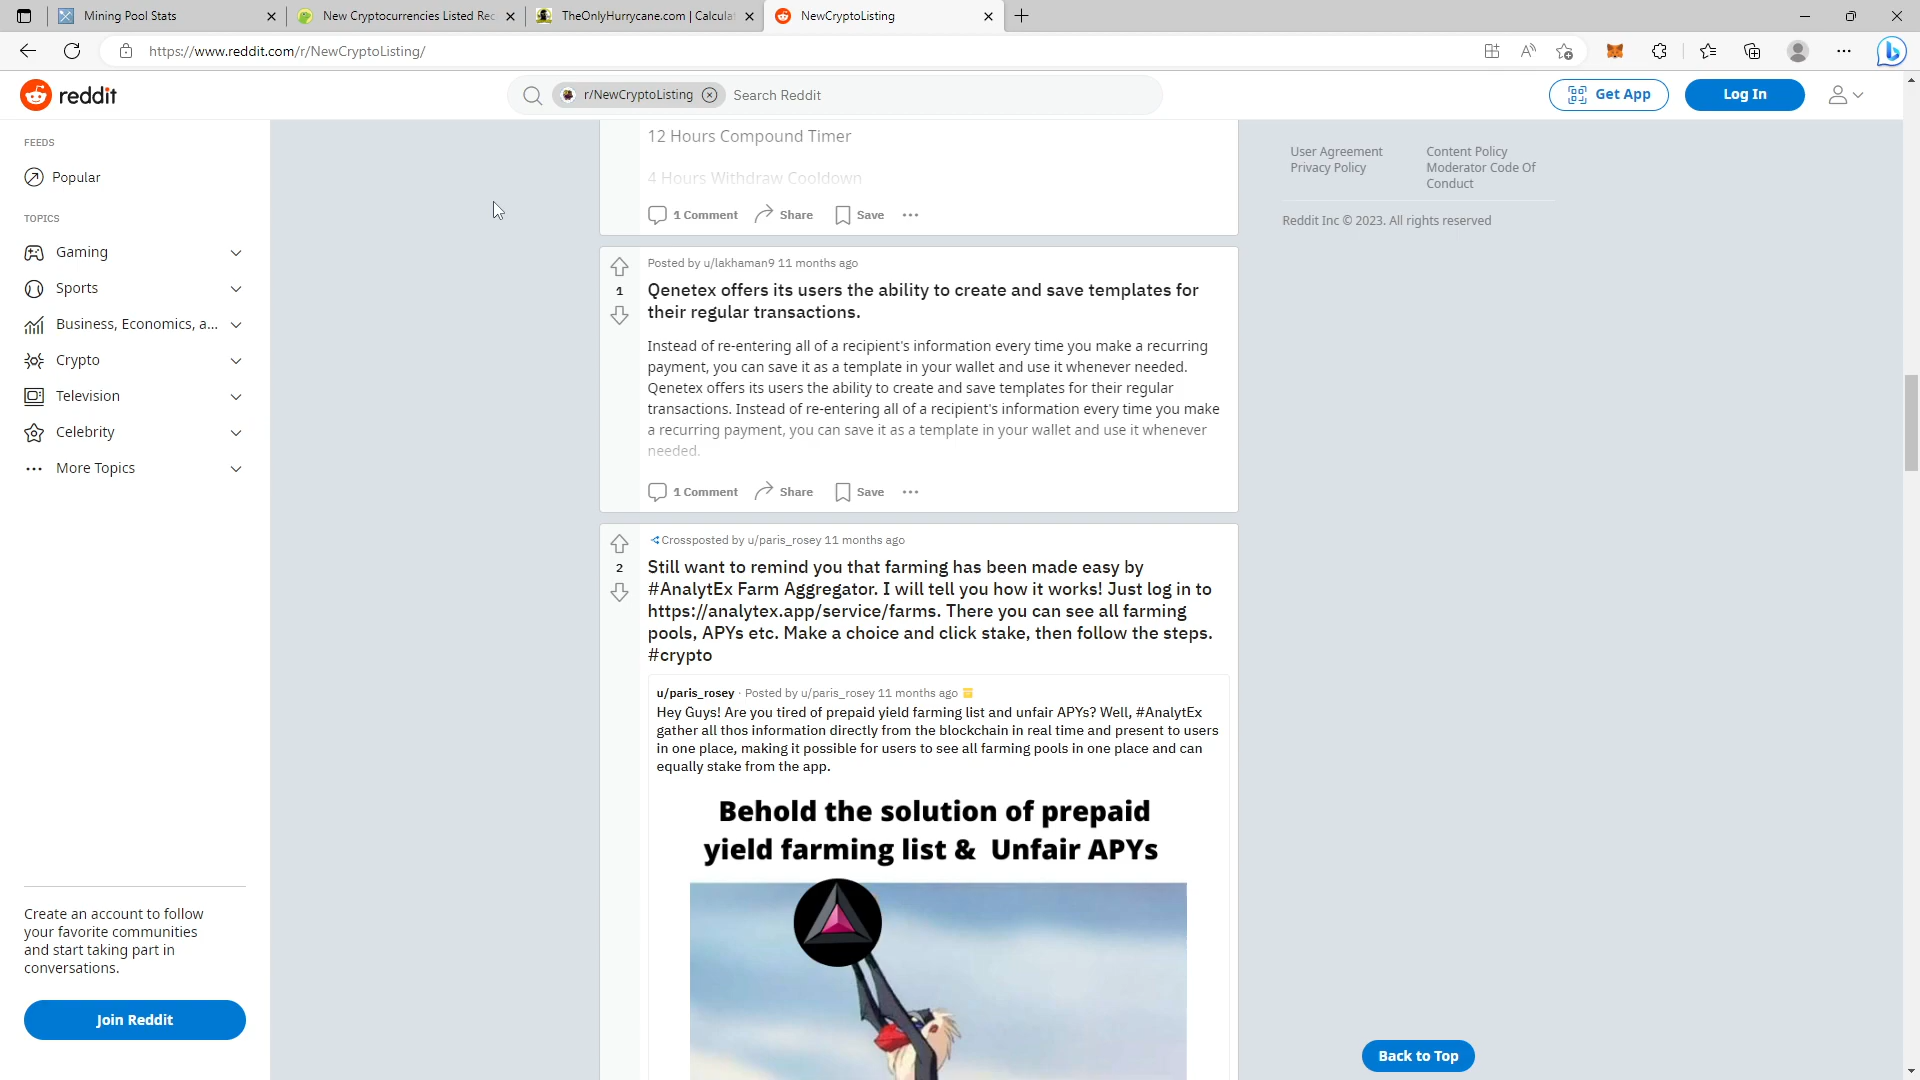 Mining Pool Stats
New Cryptocurrencies Listed Rec
TheOnlyHurrycane.com | Calculat
NewCryptoListing
https://www.reddit.com/r/NewCryptoListing/
reddit
r/NewCryptoListing
Search Reddit
Get App
Log In
FEEDS
Popular
TOPICS
Gaming
Sports
Business, Economics, a...
Crypto
Television
Celebrity
More Topics
Create an account to follow
your favorite communities
and start taking part in
conversations.
Join Reddit
12 Hours Compound Timer
4 Hours Withdraw Cooldown
1 Comment
Share
Save
Posted by u/lakhaman9 11 months ago
1
Qenetex offers its users the ability to create and save templates for
their regular transactions.
Instead of re-entering all of a recipient's information every time you make a recurring
payment, you can save it as a template in your wallet and use it whenever needed.
Qenetex offers its users the ability to create and save templates for their regular
transactions. Instead of re-entering all of a recipient's information every time you make
a recurring payment, you can save it as a template in your wallet and use it whenever
needed.
1 Comment
Share
Save
Crossposted by u/paris_rosey 11 months ago
2
Still want to remind you that farming has been made easy by
#AnalytEx Farm Aggregator. I will tell you how it works! Just log in to
https://analytex.app/service/farms. There you can see all farming
pools, APYs etc. Make a choice and click stake, then follow the steps.
#crypto
u/paris_rosey · Posted by u/paris_rosey 11 months ago
Hey Guys! Are you tired of prepaid yield farming list and unfair APYs? Well, #AnalytEx
gather all thos information directly from the blockchain in real time and present to users
in one place, making it possible for users to see all farming pools in one place and can
equally stake from the app.
Behold the solution of prepaid
yield farming list & Unfair APYs
User Agreement
Privacy Policy
Content Policy
Moderator Code Of
Conduct
Reddit Inc © 2023. All rights reserved
Back to Top